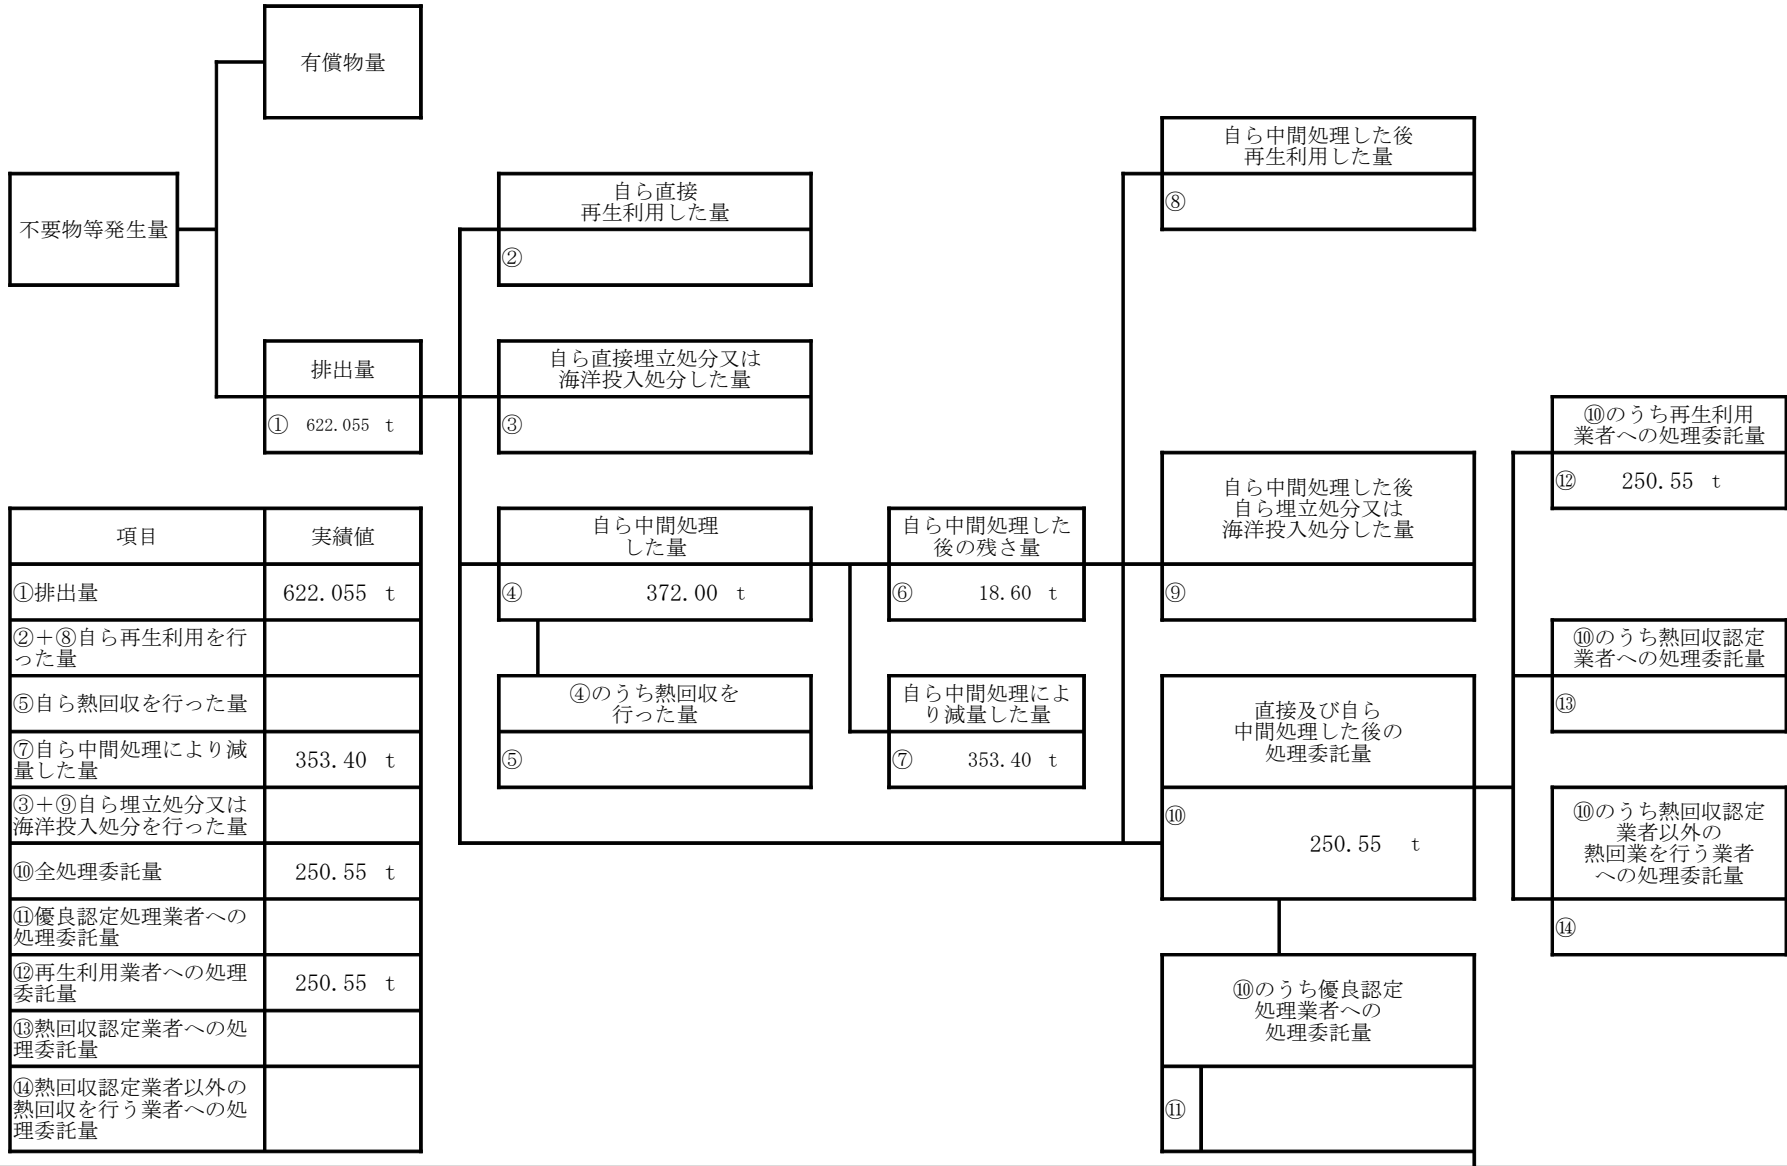 有償物量
不要物等発生量
排出量
① 622.055 t
自ら直接
再生利用した量
②
自ら直接埋立処分又は
海洋投入処分した量
③
自ら中間処理
した量
④ 372.00 t
④のうち熱回収を
行った量
⑤
自ら中間処理した
後の残さ量
⑥ 18.60 t
自ら中間処理によ
り減量した量
⑦ 353.40 t
自ら中間処理した後
再生利用した量
⑧
自ら中間処理した後
自ら埋立処分又は
海洋投入処分した量
⑨
直接及び自ら
中間処理した後の
処理委託量
⑩
250.55 t
⑩のうち優良認定
処理業者への
処理委託量
⑪
⑩のうち再生利用
業者への処理委託量
⑫ 250.55 t
⑩のうち熱回収認定
業者への処理委託量
⑬
⑩のうち熱回収認定
業者以外の
熱回業を行う業者
への処理委託量
⑭
項目 実績値
①排出量 622.055 t
②＋⑧自ら再生利用を行
った量
⑤自ら熱回収を行った量
⑦自ら中間処理により減
量した量 353.40 t
③＋⑨自ら埋立処分又は
海洋投入処分を行った量
⑩全処理委託量 250.55 t
⑪優良認定処理業者への
処理委託量
⑫再生利用業者への処理
委託量 250.55 t
⑬熱回収認定業者への処
理委託量
⑭熱回収認定業者以外の
熱回収を行う業者への処
理委託量